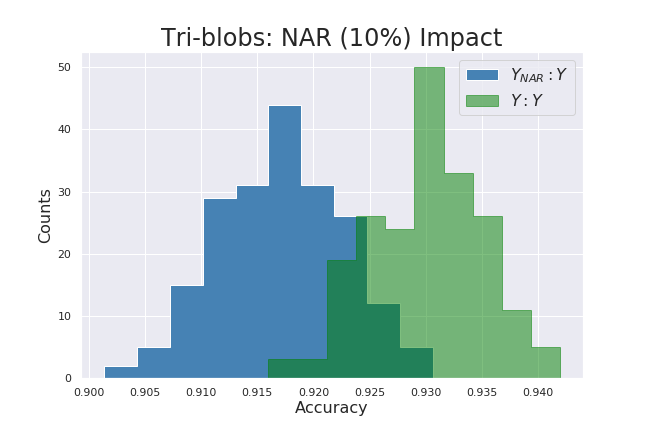 Tri-blobs: NAR (10%) Impact
Y_NAR : Y
Y : Y
50
40
30
20
10
0
Counts
0.900 0.905 0.910 0.915 0.920 0.925 0.930 0.935 0.940
Accuracy